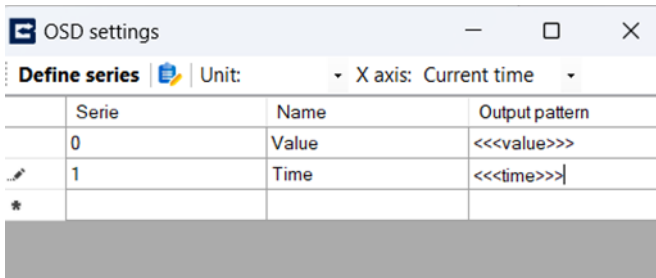 OSD settings
Define series Unit: X axis: Current time
Serie Name Output pattern
0 Value <<<value>>>
1 Time <<<time>>>
*